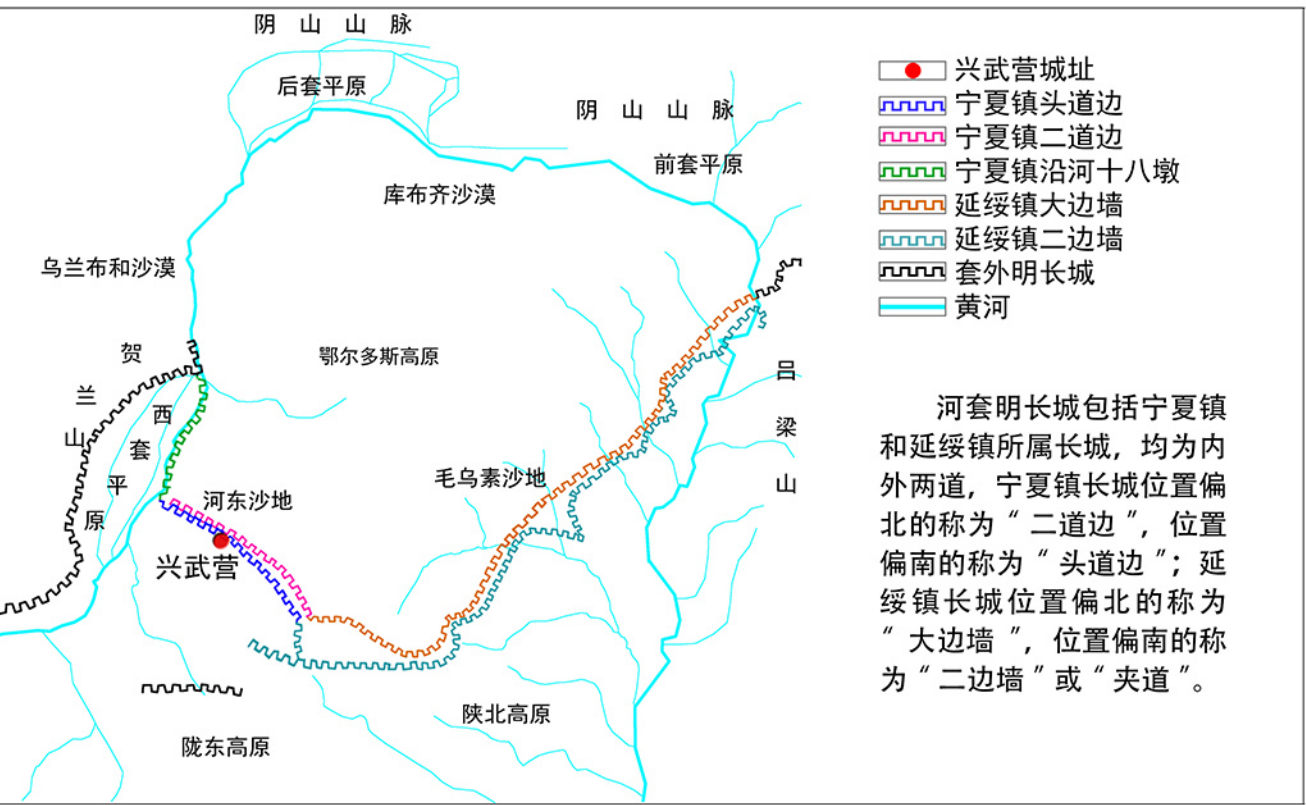 阴山山脉
后套平原
阴山山脉
前套平原
库布齐沙漠
乌兰布和沙漠
鄂尔多斯高原
贺兰山
西套平原
吕梁山
毛乌素沙地
河东沙地
兴武营
陕北高原
陇东高原
兴武营城址
宁夏镇头道边
宁夏镇二道边
宁夏镇沿河十八墩
延绥镇大边墙
延绥镇二边墙
套外明长城
黄河
河套明长城包括宁夏镇
和延绥镇所属长城，均为内
外两道，宁夏镇长城位置偏
北的称为“二道边”，位置
偏南的称为“头道边”；延
绥镇长城位置偏北的称为
“大边墙”，位置偏南的称
为“二边墙”或“夹道”。